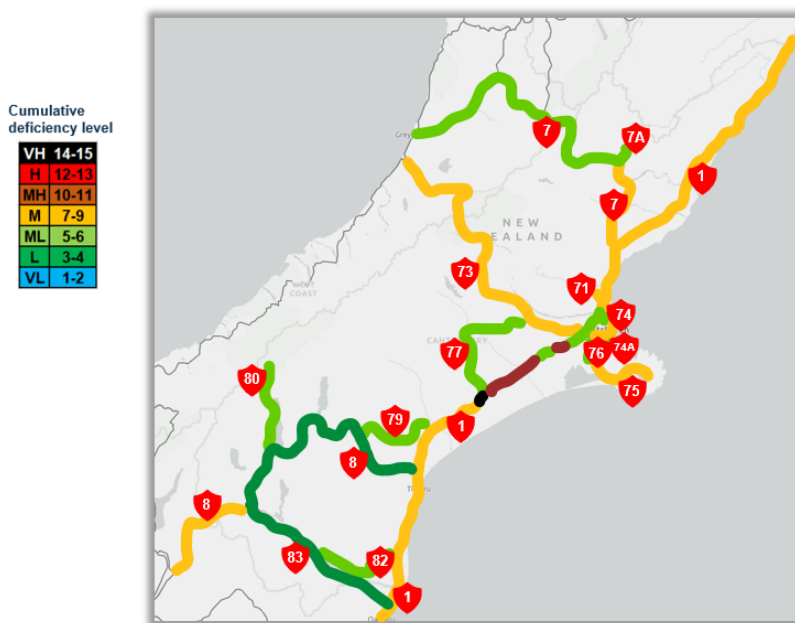 Cumulative
deficiency level
VH 14-15
H 12-13
MH 10-11
M 7-9
ML 5-6
L 3-4
VL 1-2
7
7A
1
7
NEW
ZEALAND
73
71
74
74A
76
77
75
80
79
1
8
8
83
82
1